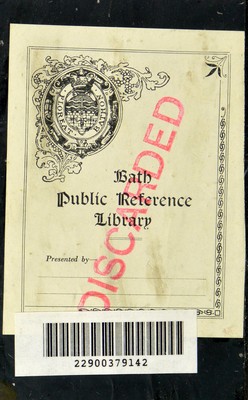 Bath
Public Reference
Library
Presented by—
DISCARDED
22900379142